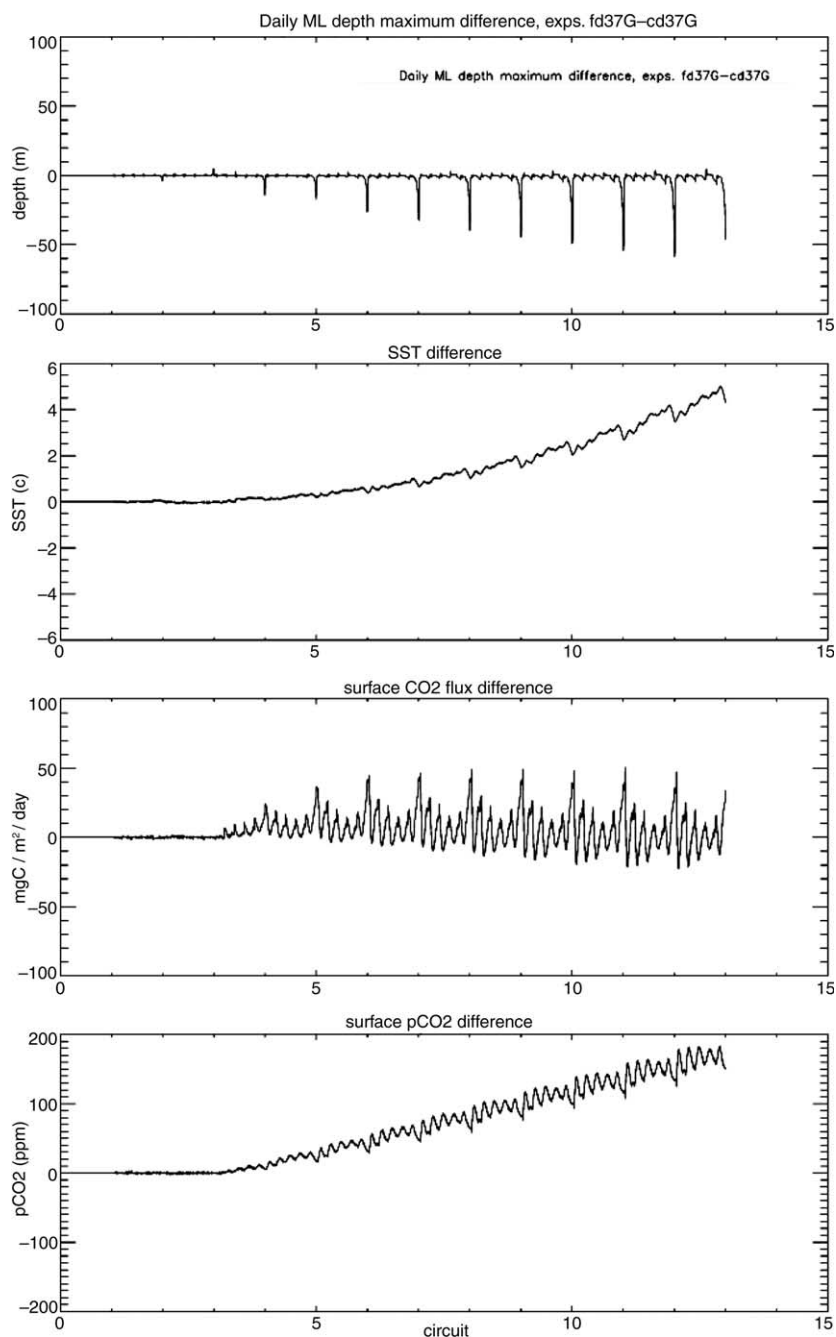 Daily ML depth maximum difference, exps. fd37G–cd37G
100
Daily ML depth maximum difference, exps. fd37G-cd37G
50
0
–50
–100
depth (m)
0 5 10 15
SST difference
6
4
2
0
–2
–4
–6
SST (c)
0 5 10 15
surface CO2 flux difference
100
50
0
–50
–100
mgC / m² / day
0 5 10 15
surface pCO2 difference
200
100
0
–100
–200
pCO2 (ppm)
0 5 10 15
circuit